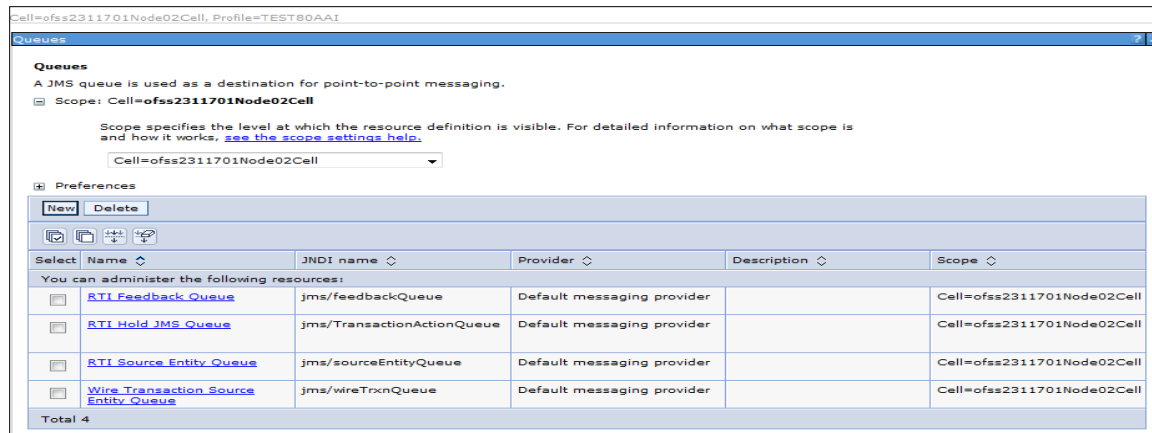 Cell=ofss2311701Node02Cell, Profile=TEST80AAI
Queues ?
Queues
A JMS queue is used as a destination for point-to-point messaging.
Scope: Cell=ofss2311701Node02Cell
Scope specifies the level at which the resource definition is visible. For detailed information on what scope is
and how it works, see the scope settings help.
Cell=ofss2311701Node02Cell
Preferences
New Delete
Select Name JNDI name Provider Description Scope
You can administer the following resources:
RTI Feedback Queue jms/feedbackQueue Default messaging provider Cell=ofss2311701Node02Cell
RTI Hold JMS Queue jms/TransactionActionQueue Default messaging provider Cell=ofss2311701Node02Cell
RTI Source Entity Queue jms/sourceEntityQueue Default messaging provider Cell=ofss2311701Node02Cell
Wire Transaction Source jms/wireTrxnQueue Default messaging provider Cell=ofss2311701Node02Cell
Entity Queue
Total 4